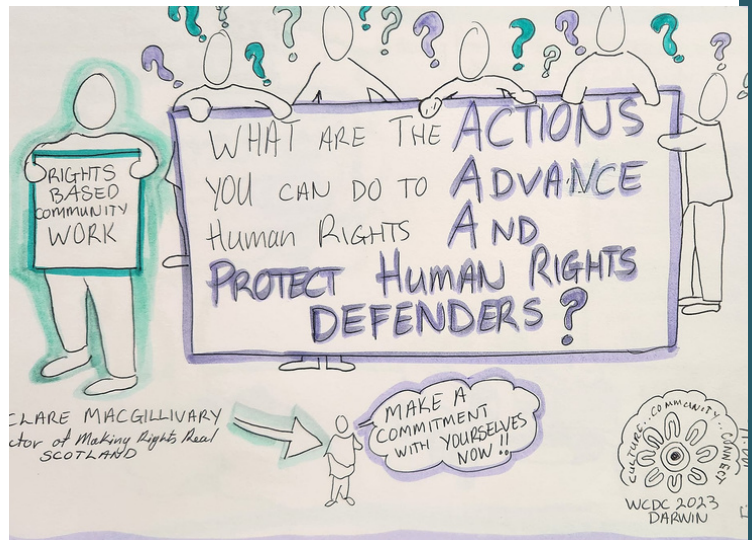 RIGHTS
BASED
COMMUNITY
WORK
WHAT ARE THE ACTIONS
YOU CAN DO TO ADVANCE
Human RIGHTS AND
PROTECT HUMAN RIGHTS
DEFENDERS?
CLARE MACGILLIVARY
ctor of Making Rights Real
SCOTLAND
MAKE A
COMMITMENT
WITH YOURSELVES
NOW!!
CULTURE..COMMUNITY..CONNECT
WCDC 2023
DARWIN